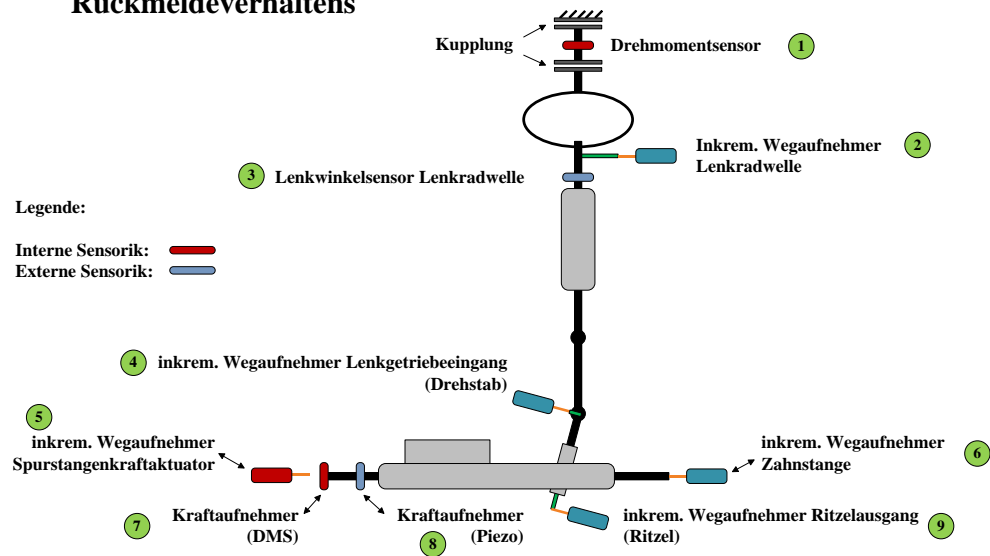 Rückmeldeverhaltens
Kupplung
Drehmomentsensor
1
Inkrem. Wegaufnehmer
Lenkradwelle
2
3
Lenkwinkelsensor Lenkradwelle
Legende:
Interne Sensorik:
Externe Sensorik:
4
inkrem. Wegaufnehmer Lenkgetriebeeingang
(Drehstab)
5
inkrem. Wegaufnehmer
Spurstangenkraftaktuator
inkrem. Wegaufnehmer
Zahnstange
6
7
Kraftaufnehmer
(DMS)
Kraftaufnehmer
(Piezo)
8
inkrem. Wegaufnehmer Ritzelausgang
(Ritzel)
9